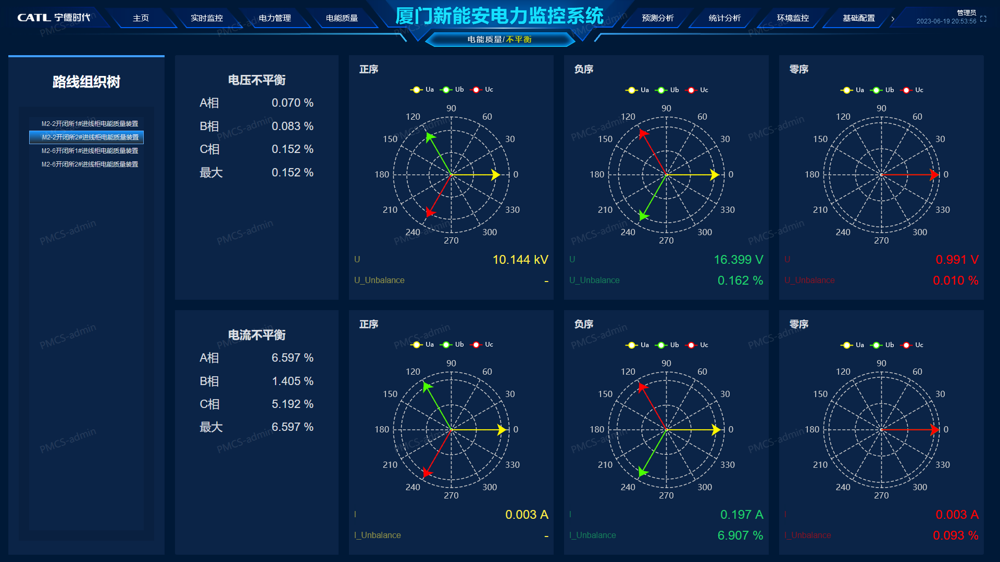 CATL 宁德时代
主页
实时监控
电力管理
电能质量
厦门新能安电力监控系统
预测分析
统计分析
环境监控
基础配置
管理员
2023-06-19 20:53:56
电能质量/不平衡
路线组织树
M2-2开闭所1#进线柜电能质量装置
M2-2开闭所2#进线柜电能质量装置
M2-6开闭所1#进线柜电能质量装置
M2-6开闭所2#进线柜电能质量装置
电压不平衡
A相 0.070 %
B相 0.083 %
C相 0.152 %
最大 0.152 %
正序
Ua Ub Uc
90
120 60
150 30
180 0
210 330
240 300
270
U 10.144 kV
U_Unbalance -
负序
Ua Ub Uc
90
120 60
150 30
180 0
210 330
240 300
270
U 16.399 V
U_Unbalance 0.162 %
零序
Ua Ub Uc
90
120 60
150 30
180 0
210 330
240 300
270
U 0.991 V
U_Unbalance 0.010 %
电流不平衡
A相 6.597 %
B相 1.405 %
C相 5.192 %
最大 6.597 %
正序
Ua Ub Uc
90
120 60
150 30
180 0
210 330
240 300
270
I 0.003 A
I_Unbalance -
负序
Ua Ub Uc
90
120 60
150 30
180 0
210 330
240 300
270
I 0.197 A
I_Unbalance 6.907 %
零序
Ua Ub Uc
90
120 60
150 30
180 0
210 330
240 300
270
I 0.003 A
I_Unbalance 0.093 %
PMCS-admin